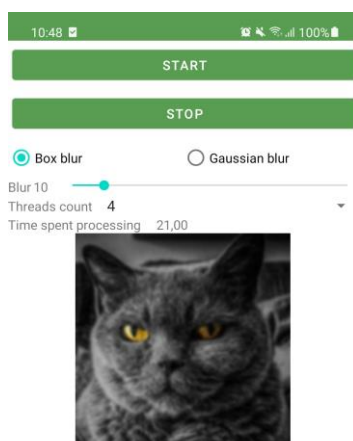 10:48 100%
START
STOP
Box blur Gaussian blur
Blur 10
Threads count 4
Time spent processing 21,00